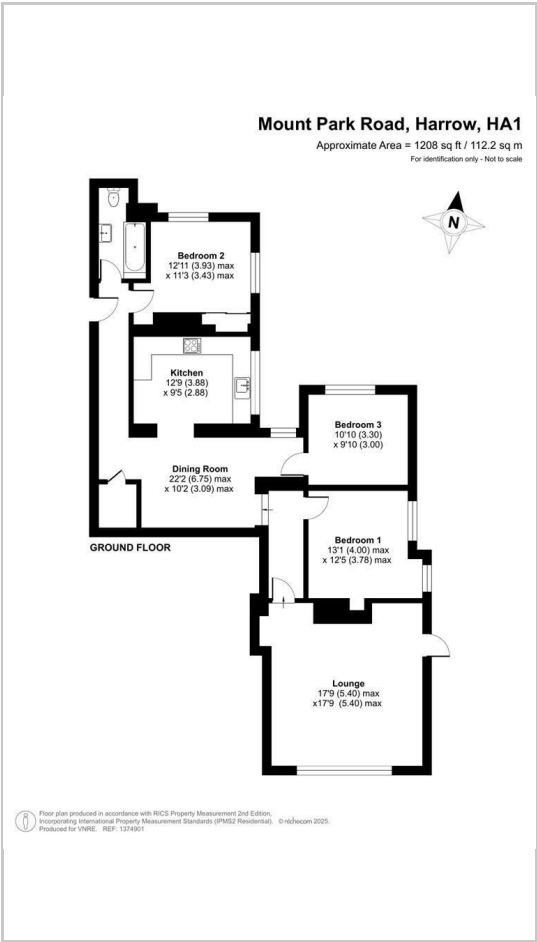 Mount Park Road, Harrow, HA1
Approximate Area = 1208 sq ft / 112.2 sq m
For identification only - Not to scale
N
Bedroom 2
12'11 (3.93) max
x 11'3 (3.43) max
Kitchen
12'9 (3.88)
x 9'5 (2.88)
Bedroom 3
10'10 (3.30)
x 9'10 (3.00)
Dining Room
22'2 (6.75) max
x 10'2 (3.09) max
Bedroom 1
13'1 (4.00) max
x 12'5 (3.78) max
GROUND FLOOR
Lounge
17'9 (5.40) max
x17'9 (5.40) max
Floor plan produced in accordance with RICS Property Measurement 2nd Edition,
Incorporating International Property Measurement Standards (IPMS2 Residential). © nichecom 2025.
Produced for VNRE. REF: 1374901